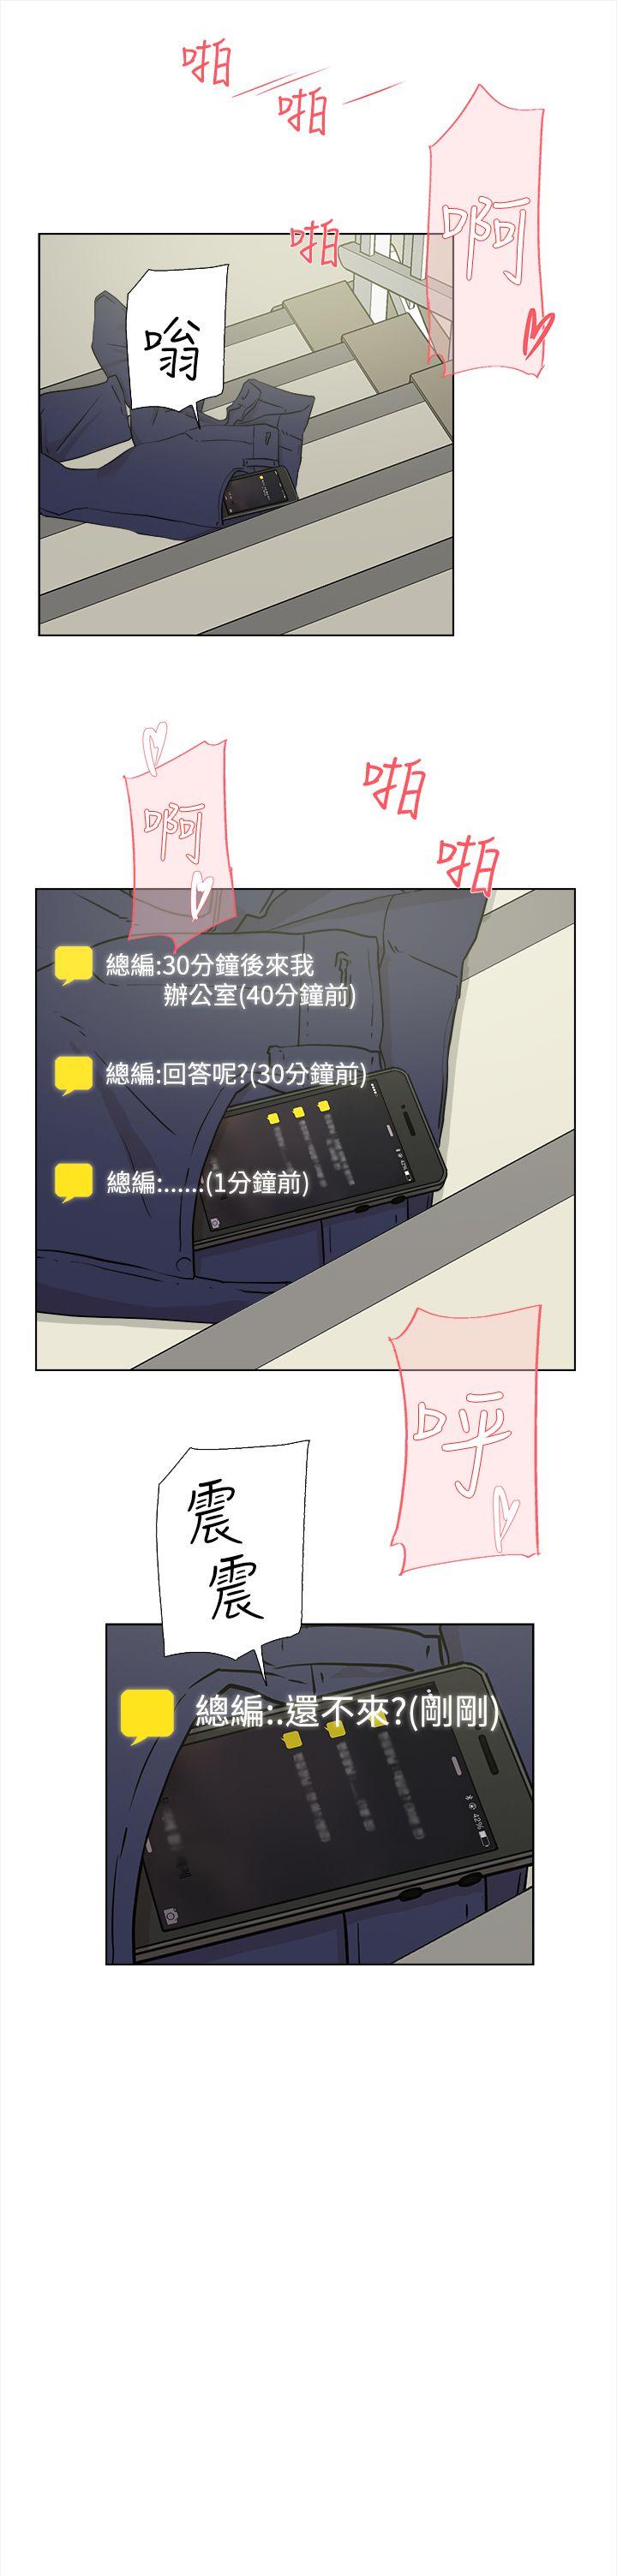 啪
啪
啪
啊
嗡
啪
啊
啪
總編:30分鐘後來我
辦公室(40分鐘前)
總編:回答呢?(30分鐘前)
42%
總編:......(1分鐘前)
呼
震
震
總編:..還不來?(剛剛)
42%